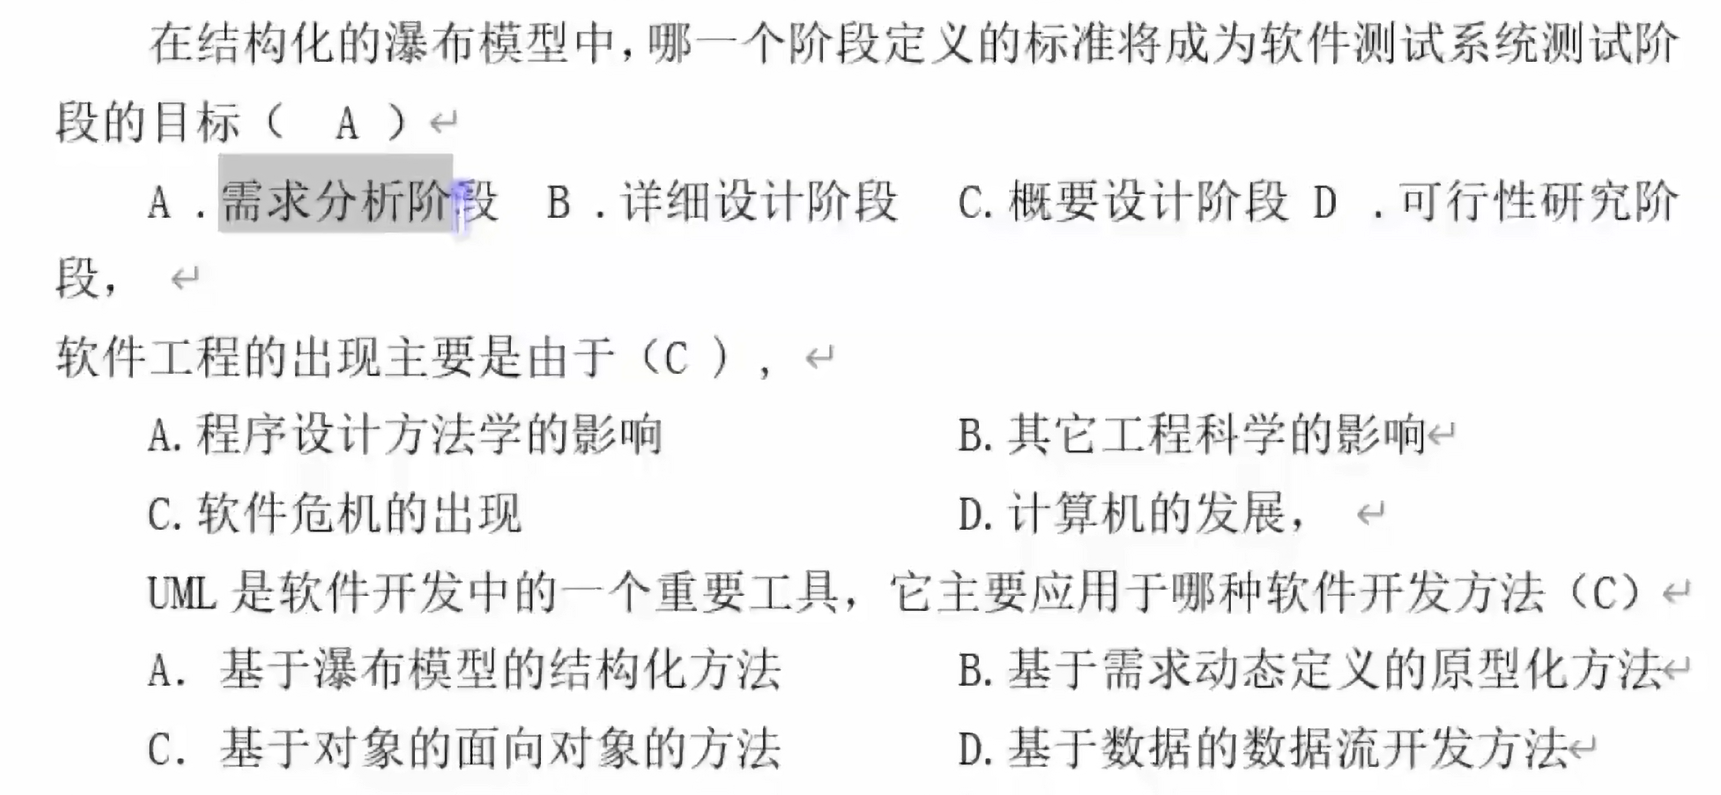 在结构化的瀑布模型中，哪一个阶段定义的标准将成为软件测试系统测试阶
段的目标（ A ）↵
A .需求分析阶段 B .详细设计阶段 C.概要设计阶段 D .可行性研究阶
段， ↵
软件工程的出现主要是由于（C ），↵
A.程序设计方法学的影响 B.其它工程科学的影响↵
C.软件危机的出现 D.计算机的发展， ↵
UML 是软件开发中的一个重要工具，它主要应用于哪种软件开发方法（C）↵
A. 基于瀑布模型的结构化方法 B.基于需求动态定义的原型化方法↵
C. 基于对象的面向对象的方法 D.基于数据的数据流开发方法↵